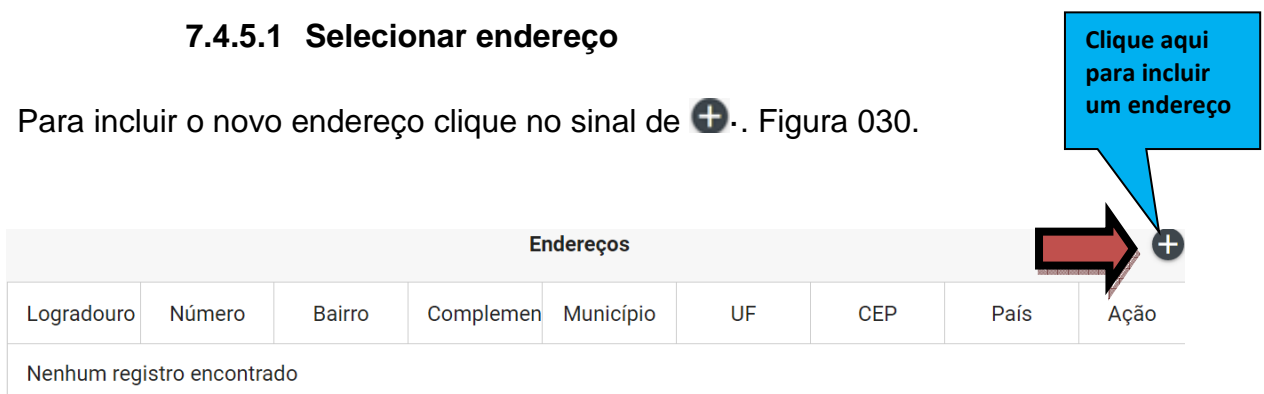 7.4.5.1 Selecionar endereço
Clique aqui
para incluir
um endereço
Para incluir o novo endereço clique no sinal de +.. Figura 030.
Endereços
Logradouro Número Bairro Complemen Município UF CEP País Ação
Nenhum registro encontrado